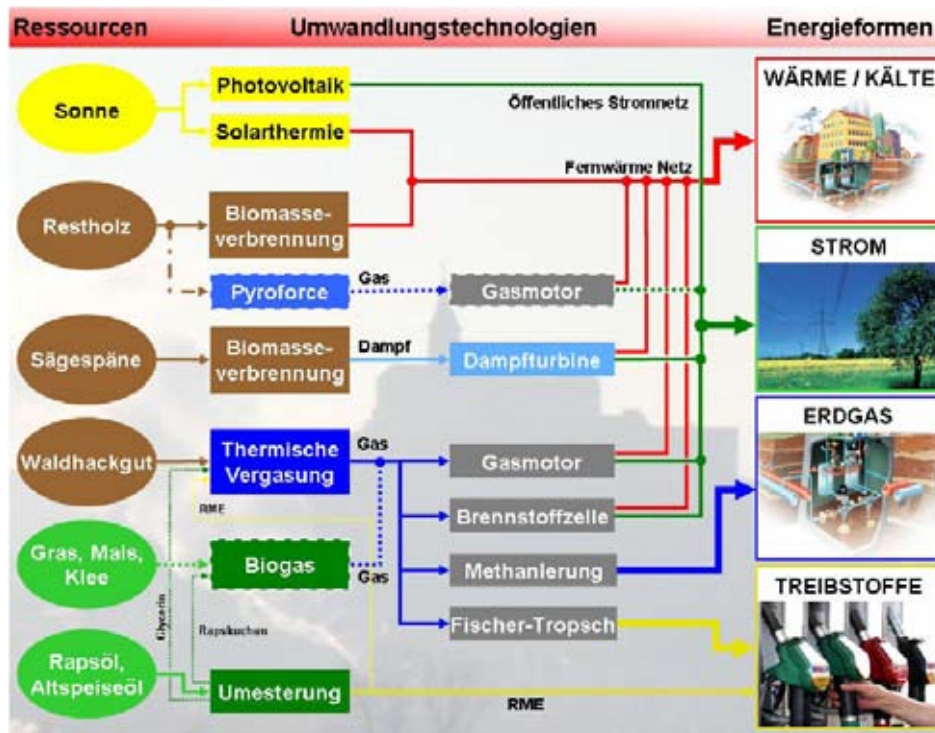 Ressourcen
Umwandlungstechnologien
Energieformen
Sonne
Photovoltaik
Solarthermie
Öffentliches Stromnetz
WÄRME / KÄLTE
Fernwärme Netz
Restholz
Biomasse-
verbrennung
Pyroforce
Gas
Gasmotor
STROM
Sägespäne
Biomasse-
verbrennung
Dampf
Dampfturbine
Waldhackgut
Thermische
Vergasung
Gas
Gasmotor
ERDGAS
RME
Brennstoffzelle
Gras, Mais,
Klee
Biogas
Gas
Methanierung
Glycerin
Rapskuchen
Fischer-Tropsch
TREIBSTOFFE
Rapsöl,
Altspeiseöl
Umesterung
RME